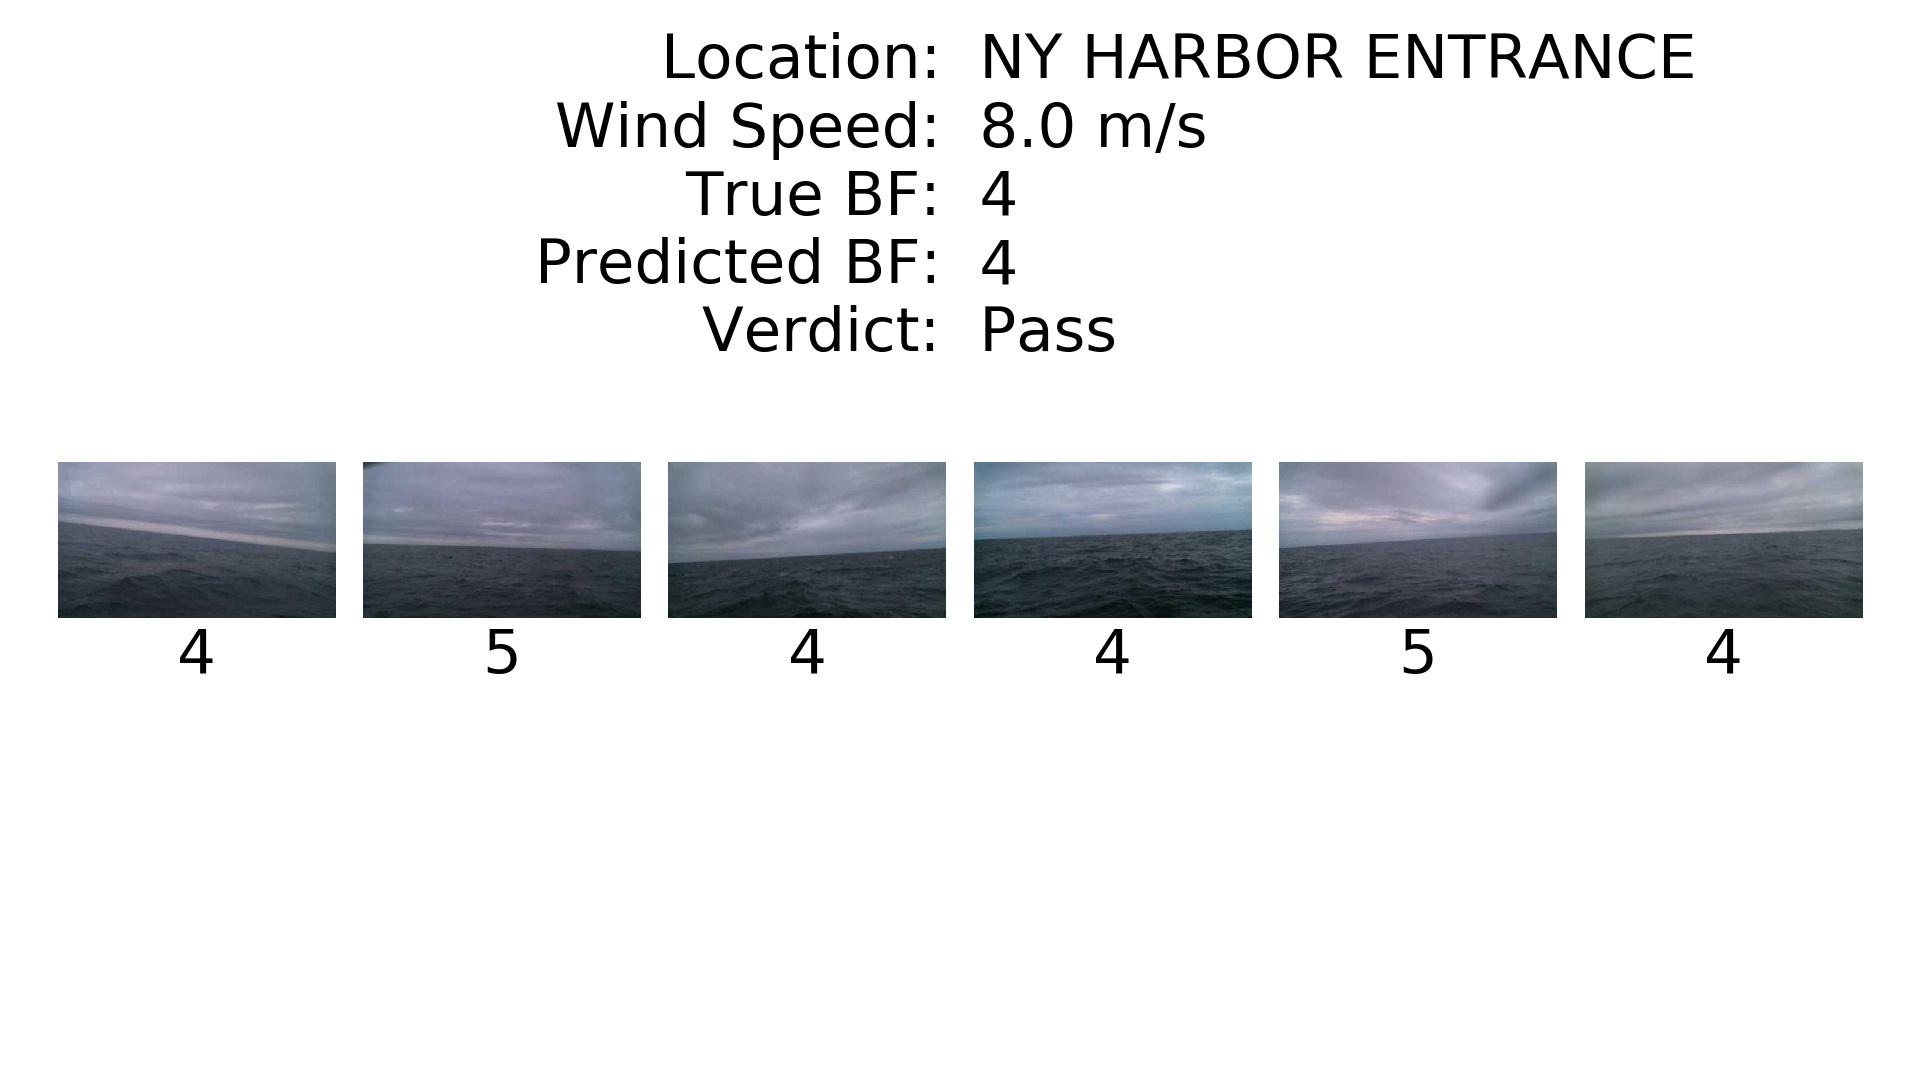 Location: NY HARBOR ENTRANCE
Wind Speed: 8.0 m/s
True BF: 4
Predicted BF: 4
Verdict: Pass
4 5 4 4 5 4